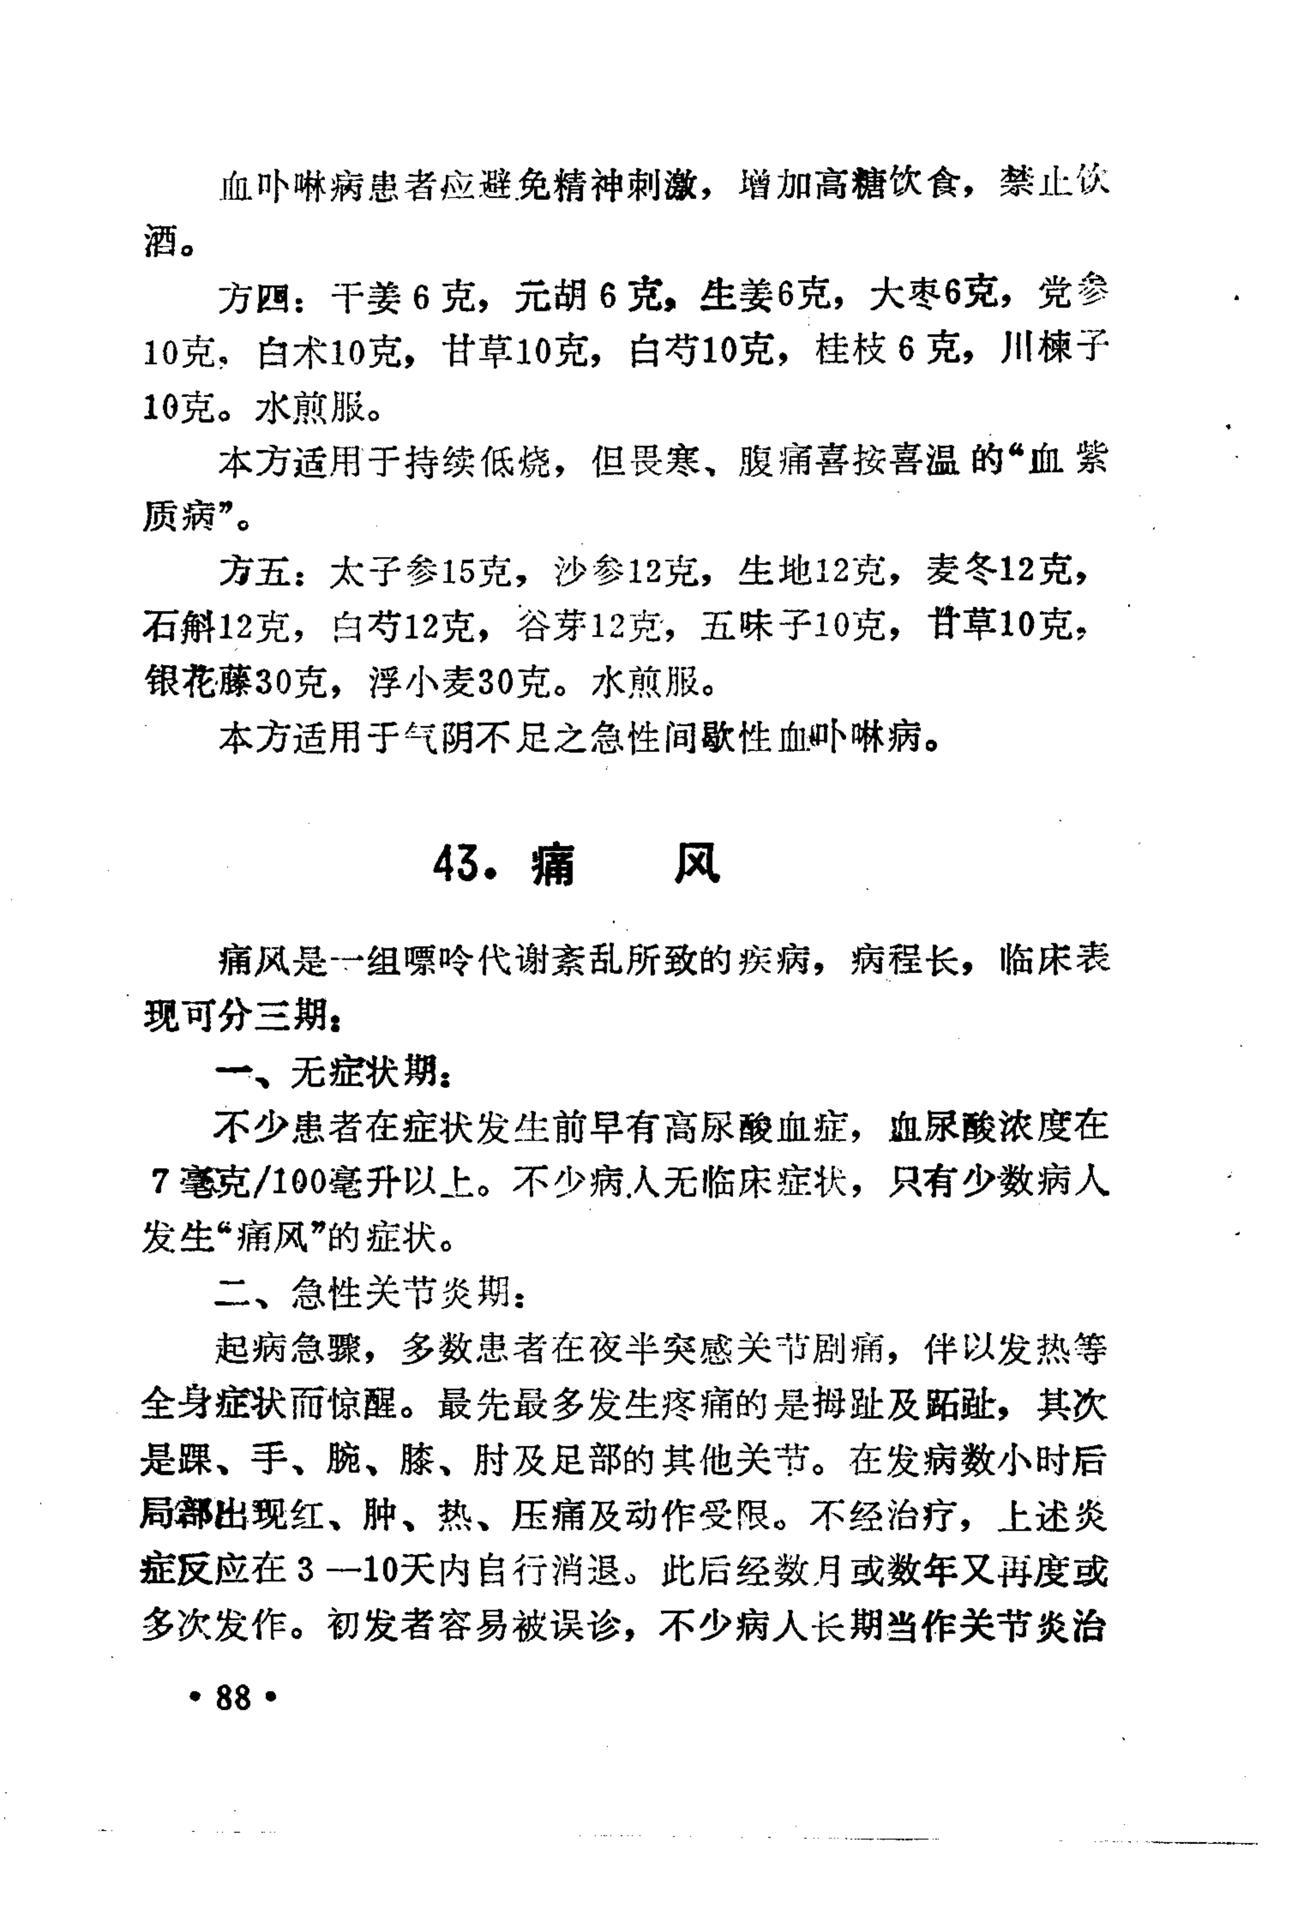 血卟啉病患者应避免精神刺激，增加高糖饮食，禁止饮
酒。
方四：干姜6克，元胡6克，生姜6克，大枣6克，党参
10克，白术10克，甘草10克，白芍10克，桂枝6克，川楝子
10克。水煎服。
本方适用于持续低烧，但畏寒、腹痛喜按喜温的“血紫
质病”。
方五：太子参15克，沙参12克，生地12克，麦冬12克，
石斛12克，白芍12克，谷芽12克，五味子10克，甘草10克，
银花藤30克，浮小麦30克。水煎服。
本方适用于气阴不足之急性间歇性血卟啉病。
43.痛　风
痛风是一组嘌呤代谢紊乱所致的疾病，病程长，临床表
现可分三期：
一、无症状期：
不少患者在症状发生前早有高尿酸血症，血尿酸浓度在
7毫克/100毫升以上。不少病人无临床症状，只有少数病人
发生“痛风”的症状。
二、急性关节炎期：
起病急骤，多数患者在夜半突感关节剧痛，伴以发热等
全身症状而惊醒。最先最多发生疼痛的是拇趾及跖趾，其次
是踝、手、腕、膝、肘及足部的其他关节。在发病数小时后
局部出现红、肿、热、压痛及动作受限。不经治疗，上述炎
症反应在3—10天内自行消退。此后经数月或数年又再度或
多次发作。初发者容易被误诊，不少病人长期当作关节炎治
·88·